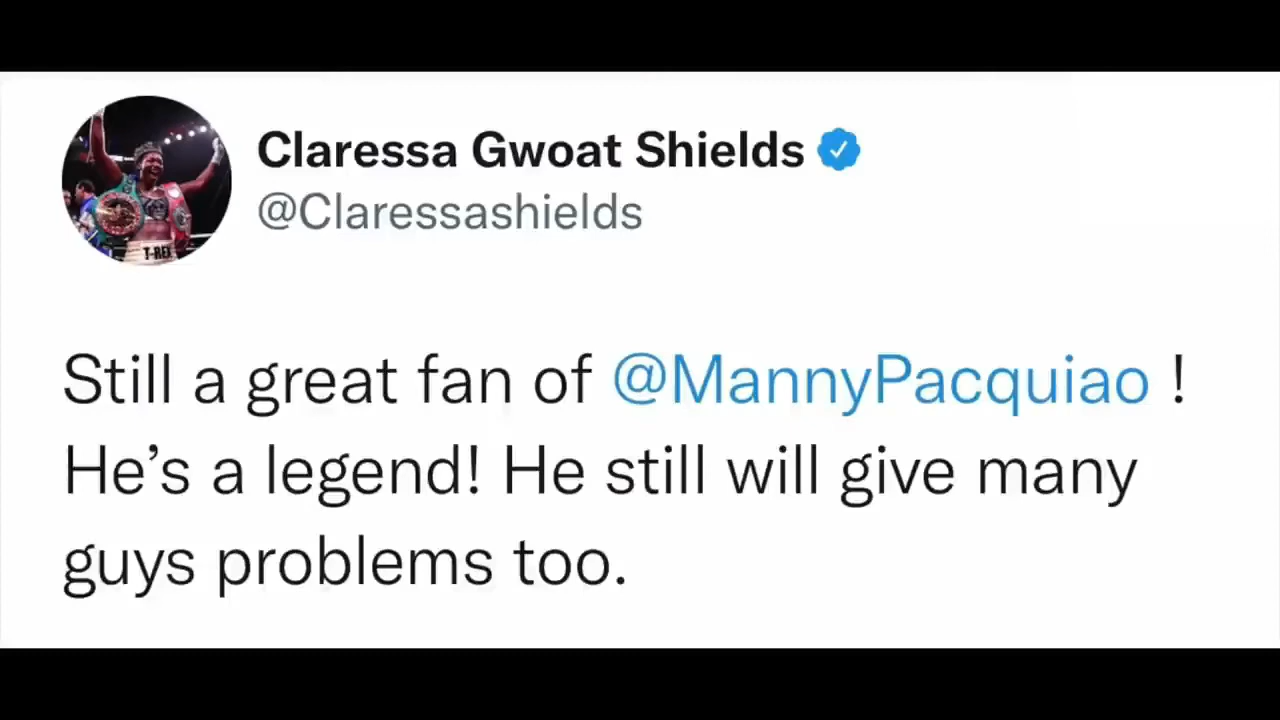 Claressa Gwoat Shields
@Claressashields
T-REX
Still a great fan of @MannyPacquiao !
He’s a legend! He still will give many
guys problems too.